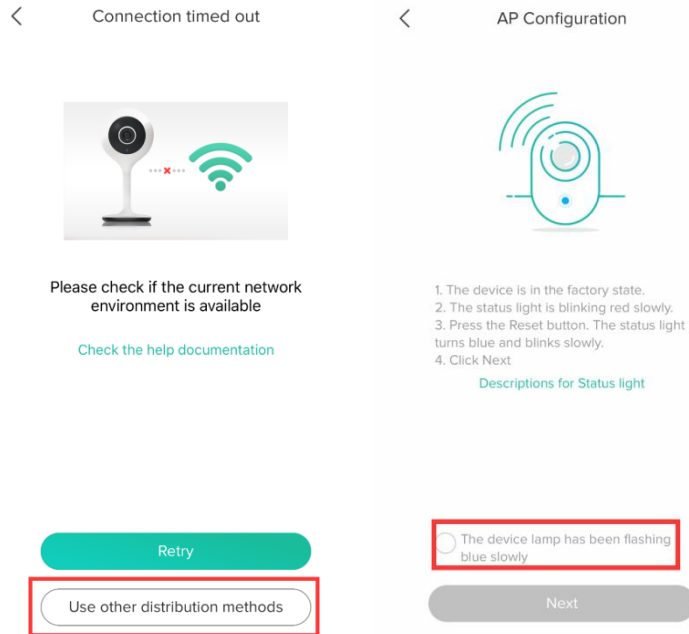 Connection timed out
Please check if the current network
environment is available
Check the help documentation
Retry
Use other distribution methods
AP Configuration
1. The device is in the factory state.
2. The status light is blinking red slowly.
3. Press the Reset button. The status light
turns blue and blinks slowly.
4. Click Next
Descriptions for Status light
The device lamp has been flashing
blue slowly
Next